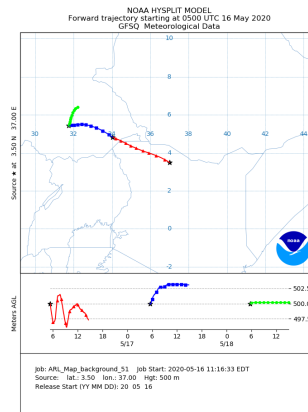 NOAA HYSPLIT MODEL
Forward trajectory starting at 0500 UTC 16 May 2020
GFSQ Meteorological Data
Source ★ at 3.50 N 37.00 E
10
8
6
4
2
0
-2
30 32 34 36 38 40 42 44
noaa
Meters AGL
502.5
500.0
497.5
6 12 18 0 6 12 18 0 6 12
5/17 5/18
Job: ARL_Map_background_51 Job Start: 2020-05-16 11:16:33 EDT
Source: lat.: 3.50 lon.: 37.00 Hgt: 500 m
Release Start (YY MM DD): 20 05 16